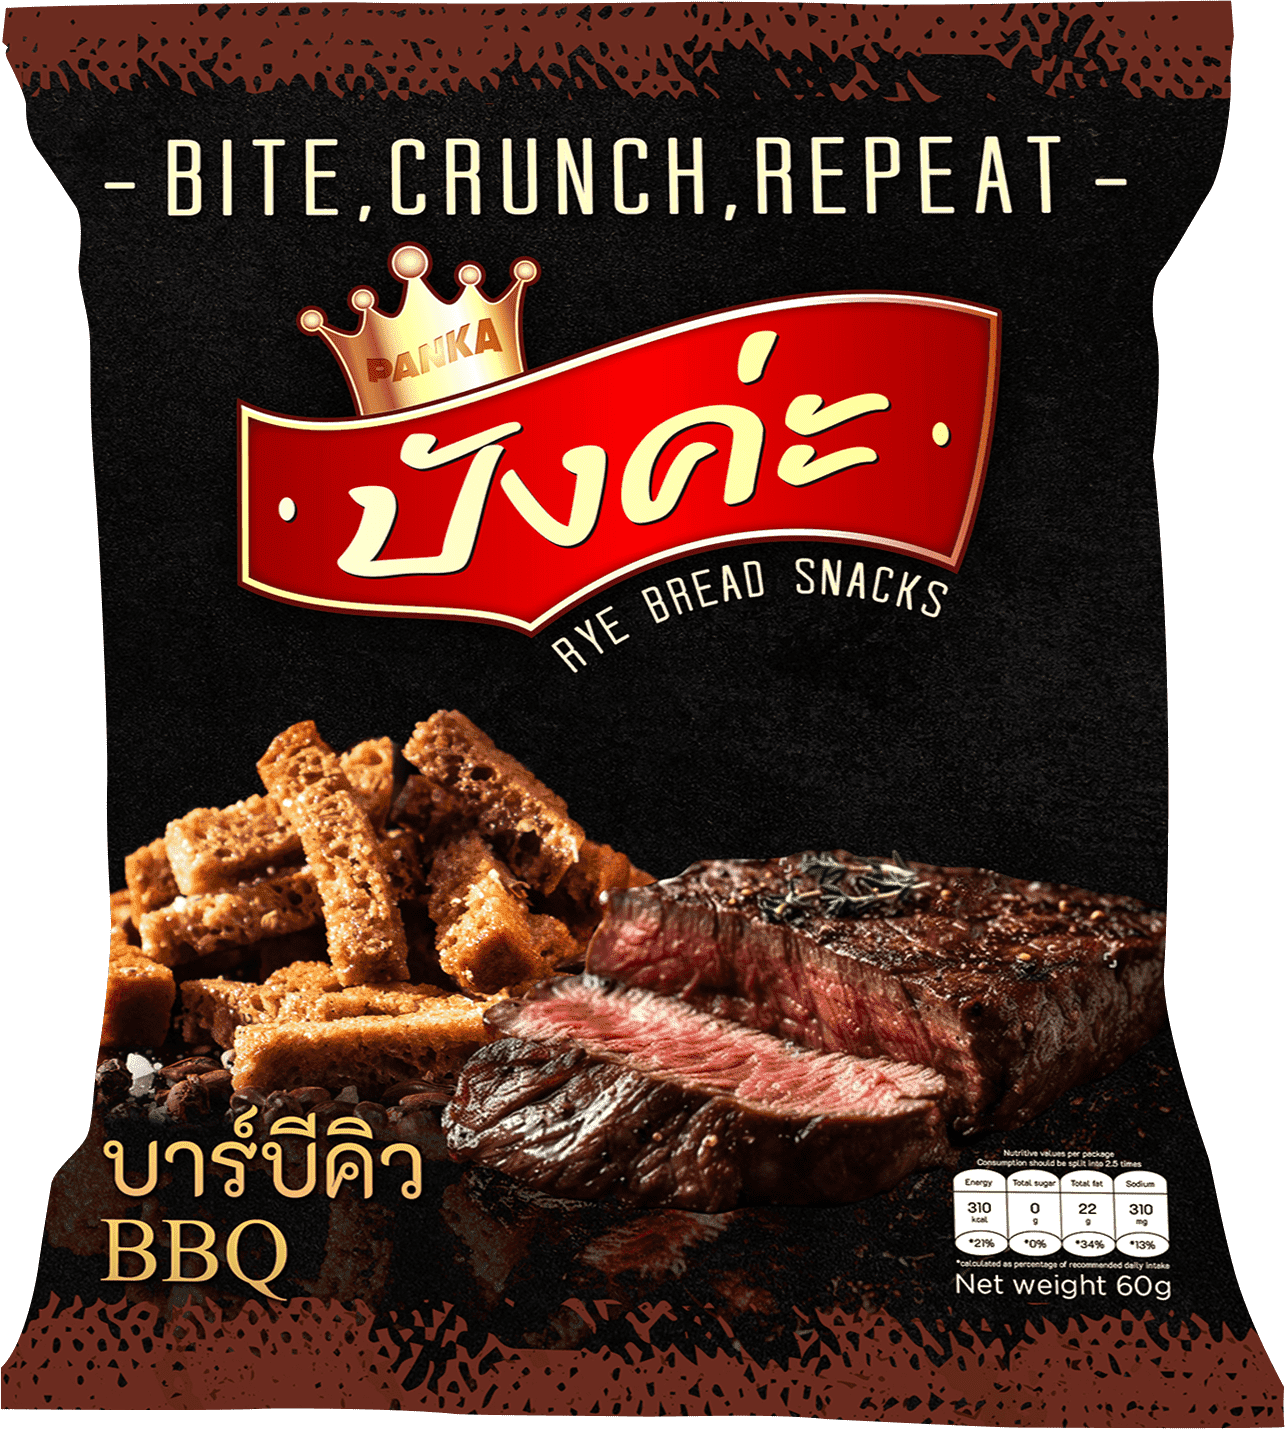 - BITE, CRUNCH, REPEAT -
PANKA
ปังค่ะ
RYE BREAD SNACKS
บาร์บีคิว
BBQ
Nutritive values per package
Consumption should be split into 2.5 times
Energy Total sugar Total fat Sodium
310 0 22 310
kcal g g mg
*21% *0% *34% *13%
*calculated as percentage of recommended daily intake
Net weight 60g